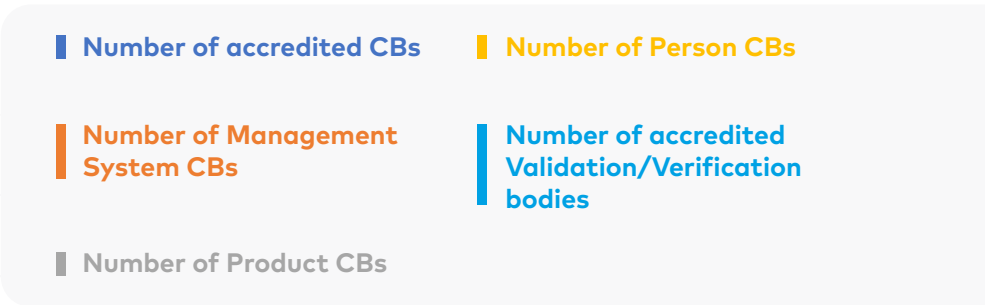 Number of accredited CBs
Number of Management
System CBs
Number of Product CBs
Number of Person CBs
Number of accredited
Validation/Verification
bodies